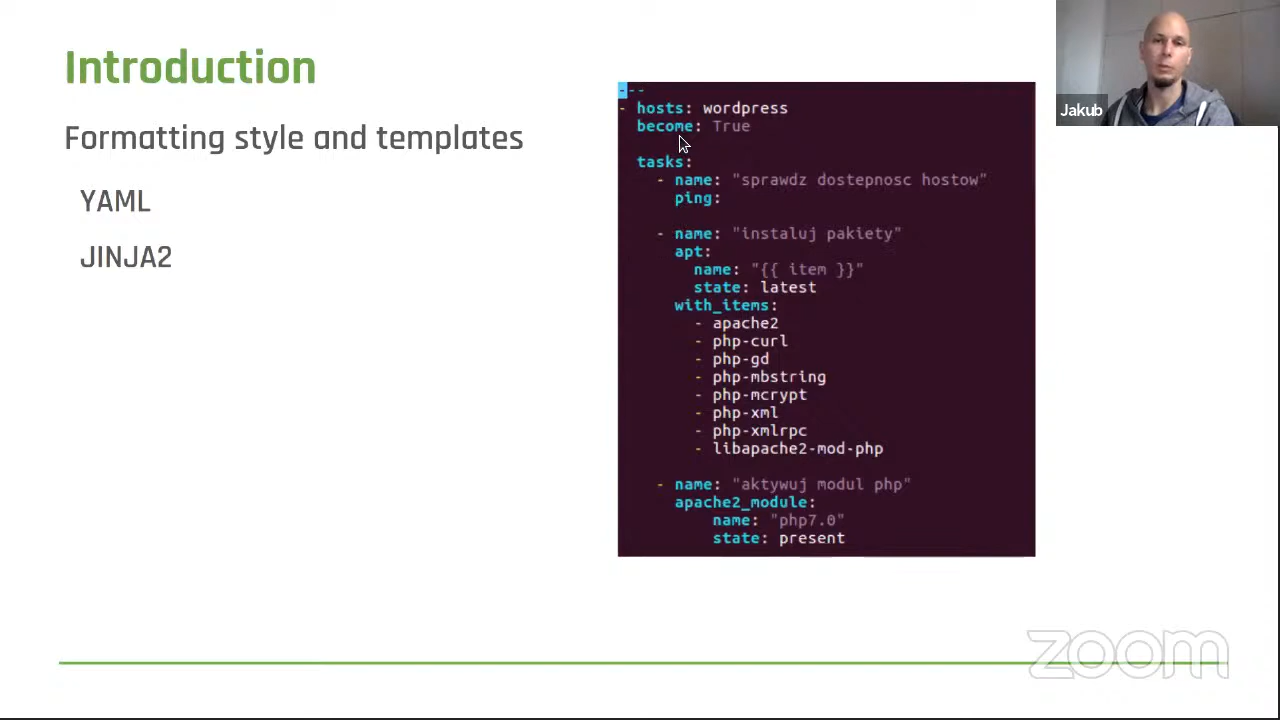 Introduction
Formatting style and templates
YAML
JINJA2
---
- hosts: wordpress
become: True
tasks:
- name: "sprawdz dostepnosc hostow"
ping:
- name: "instaluj pakiety"
apt:
name: "{{ item }}"
state: latest
with_items:
- apache2
- php-curl
- php-gd
- php-mbstring
- php-mcrypt
- php-xml
- php-xmlrpc
- libapache2-mod-php
- name: "aktywuj modul php"
apache2_module:
name: "php7.0"
state: present
Jakub
zoom